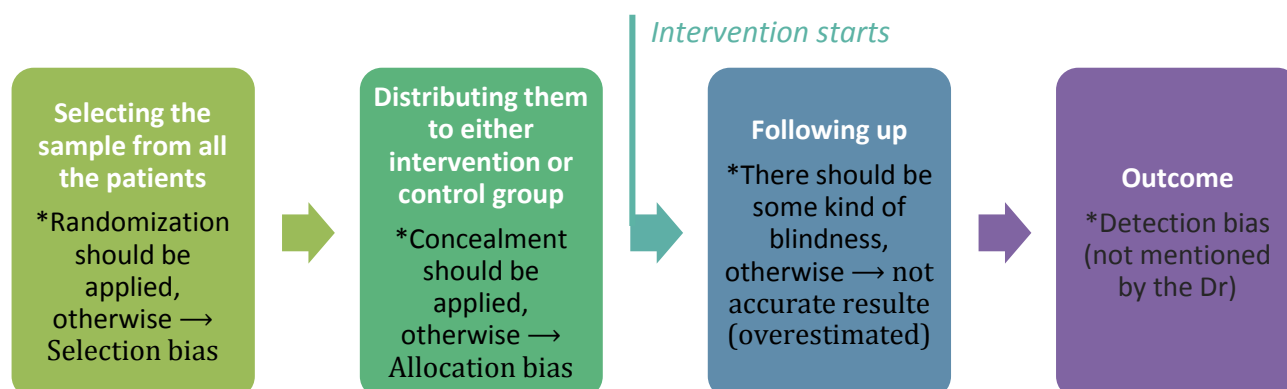 Intervention starts
Selecting the
sample from all
the patients
*Randomization
should be
applied,
otherwise ⟶
Selection bias
Distributing them
to either
intervention or
control group
*Concealment
should be
applied,
otherwise ⟶
Allocation bias
Following up
*There should be
some kind of
blindness,
otherwise ⟶ not
accurate resulte
(overestimated)
Outcome
*Detection bias
(not mentioned
by the Dr)